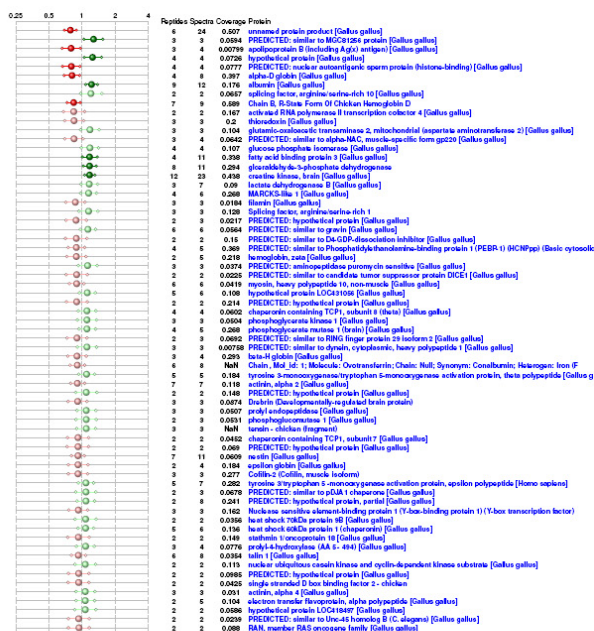 0.25 0.5 1 2 4 Peptides Spectra Coverage Protein
6 24 0.507 unnamed protein product [Gallus gallus]
3 3 0.0594 PREDICTED: similar to MGC81256 protein [Gallus gallus]
3 4 0.00799 apolipoprotein B (including Ag(x) antigen) [Gallus gallus]
4 4 0.0726 hypothetical protein [Gallus gallus]
4 4 0.0777 PREDICTED: nuclear autoantigenic sperm protein (histone-binding) [Gallus gallus]
4 8 0.397 alpha-D globin [Gallus gallus]
9 12 0.176 albumin [Gallus gallus]
2 2 0.0657 splicing factor, arginine/serine-rich 10 [Gallus gallus]
7 9 0.589 Chain B, R-State Form Of Chicken Hemoglobin D
2 2 0.167 activated RNA polymerase II transcription cofactor 4 [Gallus gallus]
3 3 0.2 thioredoxin [Gallus gallus]
3 3 0.104 glutamic-oxaloacetic transaminase 2, mitochondrial (aspartate aminotransferase 2) [Gallus gallus]
3 4 0.0642 PREDICTED: similar to alpha-NAC, muscle-specific form gp220 [Gallus gallus]
4 4 0.107 glucose phosphate isomerase [Gallus gallus]
4 11 0.338 fatty acid binding protein 3 [Gallus gallus]
8 11 0.294 glceraldehyde-3-phosphate dehydrogenase
12 23 0.438 creatine kinase, brain [Gallus gallus]
3 7 0.09 lactate dehydrogenase B [Gallus gallus]
4 6 0.268 MARCKS-like 1 [Gallus gallus]
3 3 0.0184 filamin [Gallus gallus]
3 3 0.128 Splicing factor, arginine/serine-rich 1
2 3 0.0217 PREDICTED: hypothetical protein [Gallus gallus]
6 6 0.0564 PREDICTED: similar to gravin [Gallus gallus]
2 2 0.15 PREDICTED: similar to D4-GDP-dissociation inhibitor [Gallus gallus]
4 5 0.369 PREDICTED: similar to Phosphatidylethanolamine-binding protein 1 (PEBP-1) (HCNPpp) (Basic cytosolic
2 5 0.218 hemoglobin, zeta [Gallus gallus]
3 3 0.0374 PREDICTED: aminopeptidase puromycin sensitive [Gallus gallus]
2 2 0.0225 PREDICTED: similar to candidate tumor suppressor protein DICE1 [Gallus gallus]
6 6 0.0419 myosin, heavy polypeptide 10, non-muscle [Gallus gallus]
5 6 0.108 hypothetical protein LOC431056 [Gallus gallus]
2 2 0.214 PREDICTED: hypothetical protein [Gallus gallus]
4 4 0.0602 chaperonin containing TCP1, subunit 8 (theta) [Gallus gallus]
3 3 0.0504 phosphoglycerate kinase 1 [Gallus gallus]
4 5 0.268 phosphoglycerate mutase 1 (brain) [Gallus gallus]
2 3 0.0692 PREDICTED: similar to RING finger protein 29 isoform 2 [Gallus gallus]
3 3 0.00758 PREDICTED: similar to dynein, cytoplasmic, heavy polypeptide 1 [Gallus gallus]
3 4 0.293 beta-H globin [Gallus gallus]
6 8 NaN Chain , Mol_id: 1; Molecule: Ovotransferrin; Chain: Null; Synonym: Conalbumin; Heterogen: Iron (F
5 5 0.184 tyrosine 3-monooxygenase/tryptophan 5-monooxygenase activation protein, theta polypeptide [Gallus g
7 7 0.118 actinin, alpha 2 [Gallus gallus]
2 2 0.148 PREDICTED: hypothetical protein [Gallus gallus]
3 3 0.0874 Drebrin (Developmentally-regulated brain protein)
3 3 0.0507 prolyl endopeptidase [Gallus gallus]
2 2 0.0531 phosphoglucomutase 1 [Gallus gallus]
3 3 NaN tensin - chicken (fragment)
2 2 0.0452 chaperonin containing TCP1, subunit 7 [Gallus gallus]
2 2 0.069 PREDICTED: hypothetical protein [Gallus gallus]
7 11 0.0609 nestin [Gallus gallus]
2 4 0.184 epsilon globin [Gallus gallus]
3 3 0.277 Cofilin-2 (Cofilin, muscle isoform)
5 7 0.282 tyrosine 3/tryptophan 5 -monooxygenase activation protein, epsilon polypeptide [Homo sapiens]
2 3 0.0678 PREDICTED: similar to pDJA1 chaperone [Gallus gallus]
2 8 0.241 PREDICTED: hypothetical protein, partial [Gallus gallus]
3 3 0.162 Nuclease sensitive element-binding protein 1 (Y-box-binding protein 1) (Y-box transcription factor)
2 2 0.0356 heat shock 70kDa protein 9B [Gallus gallus]
5 6 0.136 heat shock 60kDa protein 1 (chaperonin) [Gallus gallus]
2 2 0.149 stathmin 1/oncoprotein 18 [Gallus gallus]
3 4 0.0776 prolyl-4-hydroxylase (AA 5 - 494) [Gallus gallus]
6 8 0.0354 talin 1 [Gallus gallus]
2 2 0.113 nuclear ubiquitous casein kinase and cyclin-dependent kinase substrate [Gallus gallus]
2 2 0.0985 PREDICTED: hypothetical protein [Gallus gallus]
2 2 0.0425 single stranded D box binding factor 2 - chicken
3 3 0.031 actinin, alpha 4 [Gallus gallus]
2 5 0.104 electron transfer flavoprotein, alpha polypeptide [Gallus gallus]
2 2 0.0586 hypothetical protein LOC418497 [Gallus gallus]
2 2 0.0239 PREDICTED: similar to Unc-45 homolog B (C. elegans) [Gallus gallus]
2 2 0.088 RAN, member RAS oncogene family [Gallus gallus]